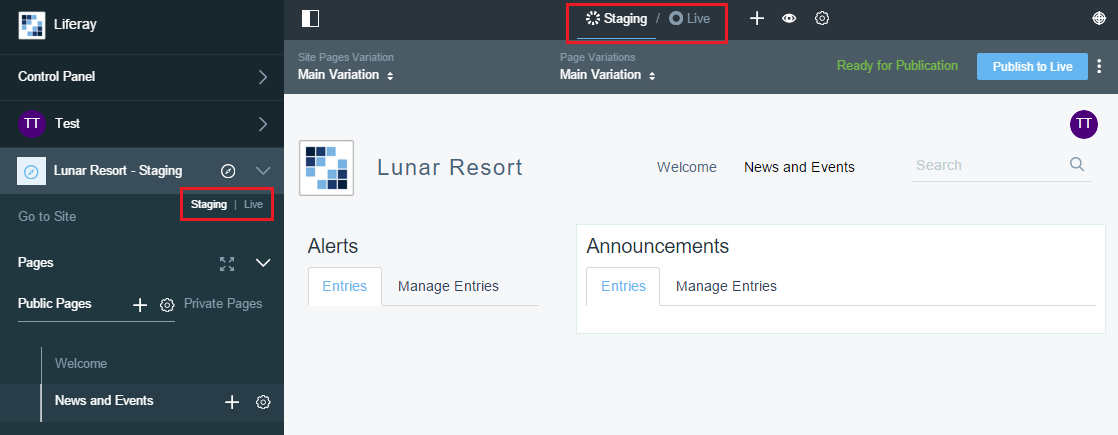 Liferay
Control Panel
TT Test
Lunar Resort - Staging
Staging | Live
Go to Site
Pages
Public Pages Private Pages
Welcome
News and Events
Staging / Live
Site Pages Variation
Main Variation
Page Variations
Main Variation
Ready for Publication
Publish to Live
TT
Lunar Resort
Welcome News and Events Search
Alerts
Entries Manage Entries
Announcements
Entries Manage Entries